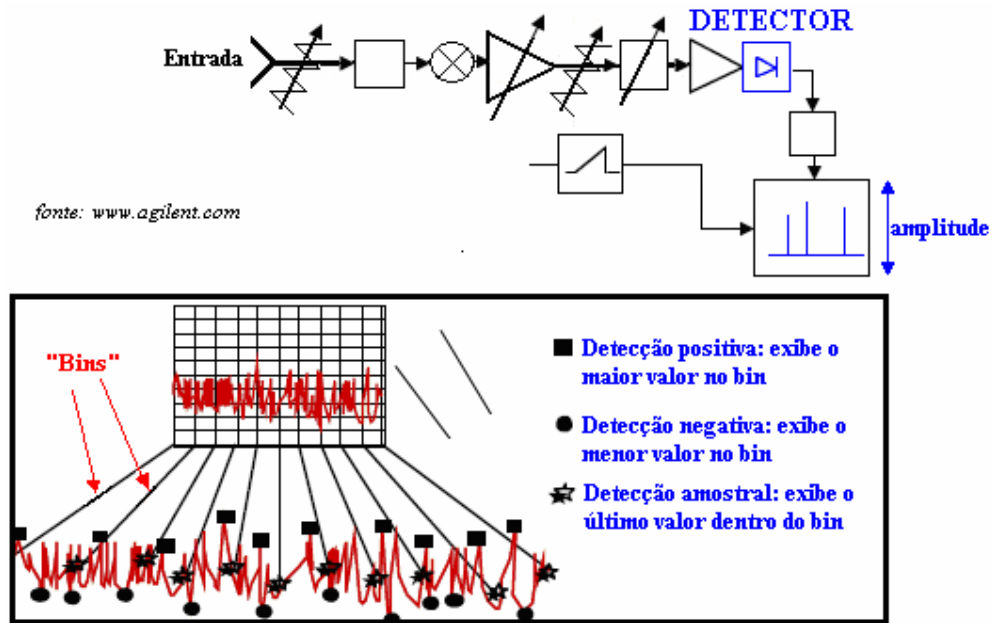 DETECTOR
Entrada
fonte: www.agilent.com
amplitude
"Bins"
Detecção positiva: exibe o
maior valor no bin
Detecção negativa: exibe o
menor valor no bin
Detecção amostral: exibe o
último valor dentro do bin